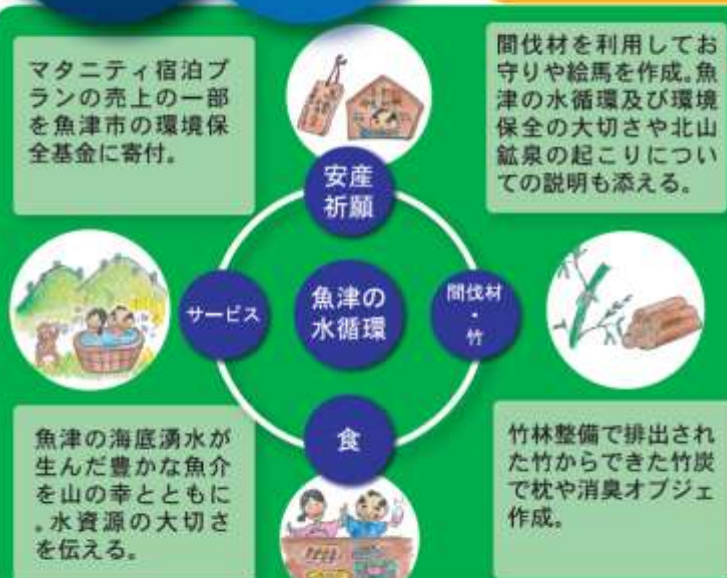 マタニティ宿泊プ
ランの売上の一部
を魚津市の環境保
全基金に寄付。
間伐材を利用してお
守りや絵馬を作成。魚
津の水循環及び環境
保全の大切さや北山
鉱泉の起こりについ
ての説明も添える。
安産
祈願
サービス
魚津の
水循環
間伐材
・
竹
食
魚津の海底湧水が
生んだ豊かな魚介
を山の幸とともに
。水資源の大切さ
を伝える。
竹林整備で排出され
た竹からできた竹炭
で枕や消臭オブジェ
作成。